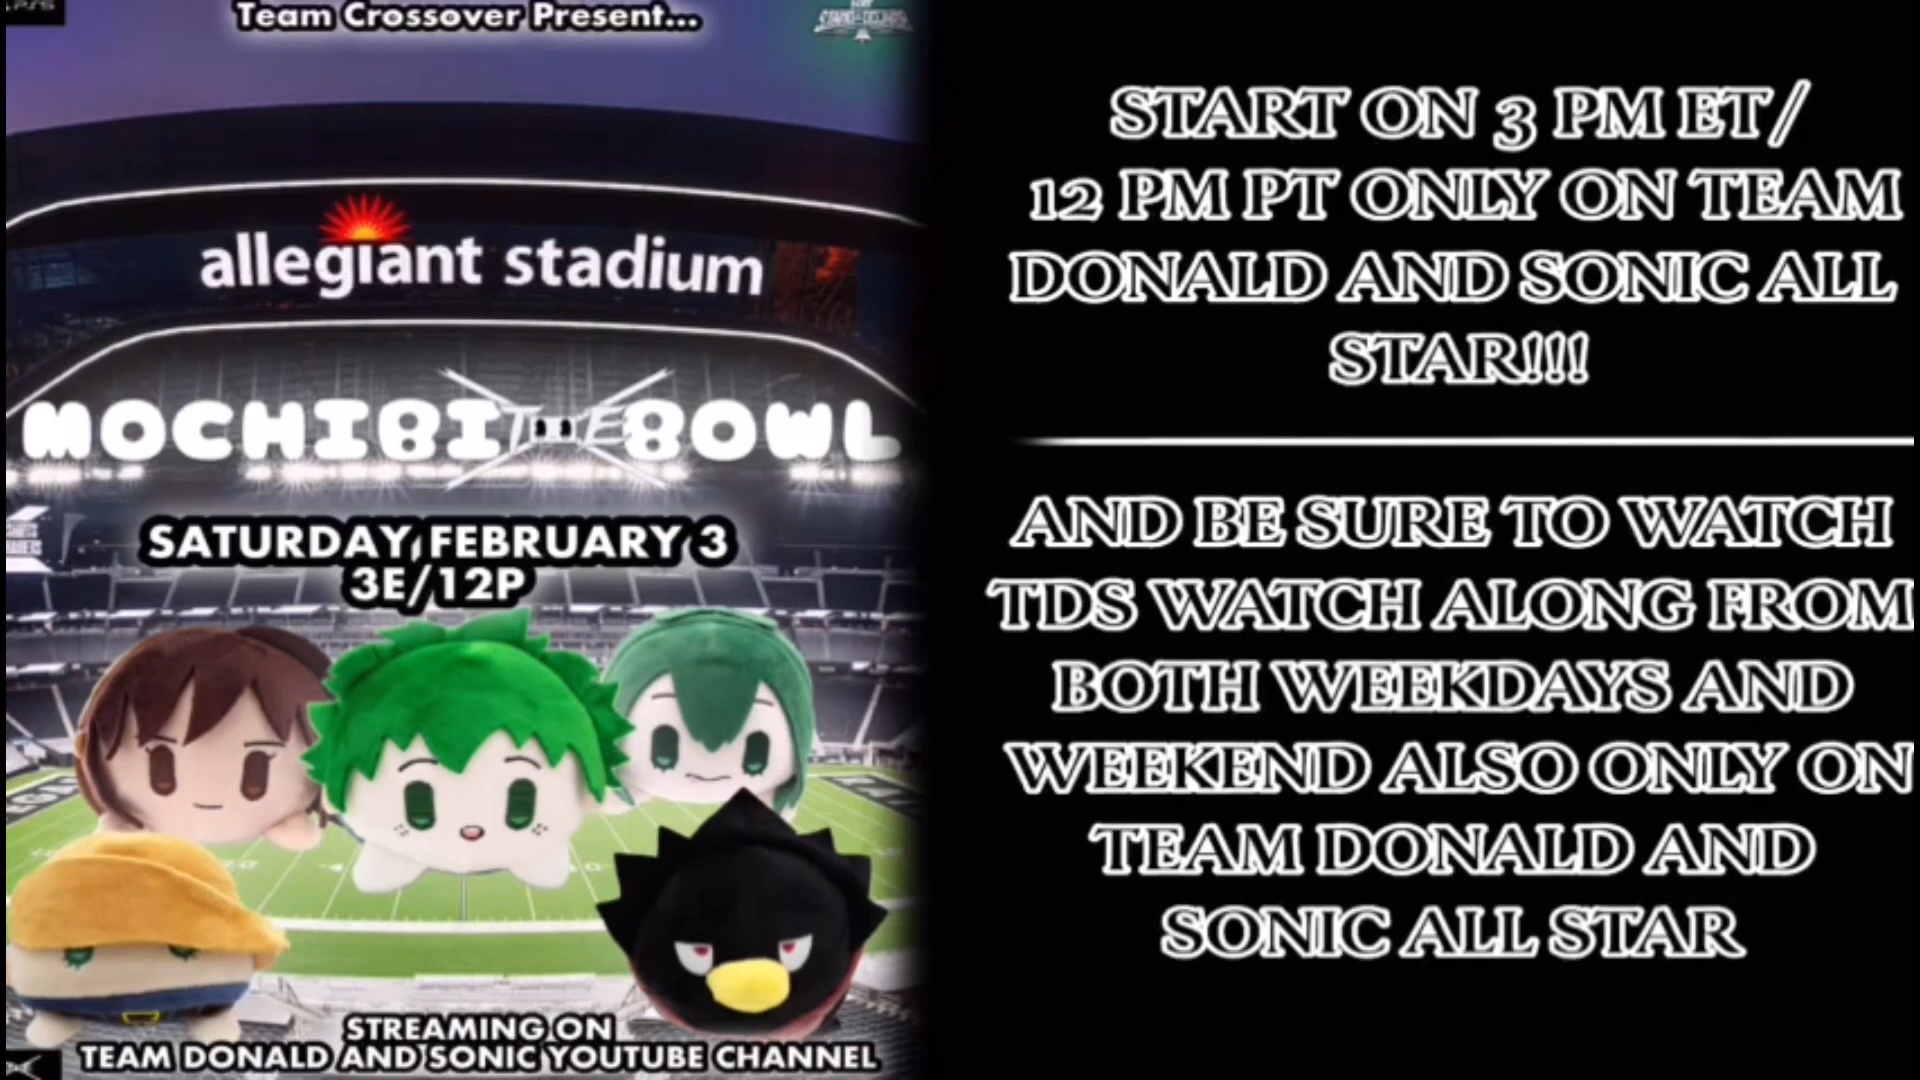 Team Crossover Present...
allegiant stadium
MOCHIBI THE BOWL
SATURDAY, FEBRUARY 3
3E/12P
STREAMING ON
TEAM DONALD AND SONIC YOUTUBE CHANNEL
START ON 3 PM ET/
12 PM PT ONLY ON TEAM
DONALD AND SONIC ALL
STAR!!!
AND BE SURE TO WATCH
TDS WATCH ALONG FROM
BOTH WEEKDAYS AND
WEEKEND ALSO ONLY ON
TEAM DONALD AND
SONIC ALL STAR